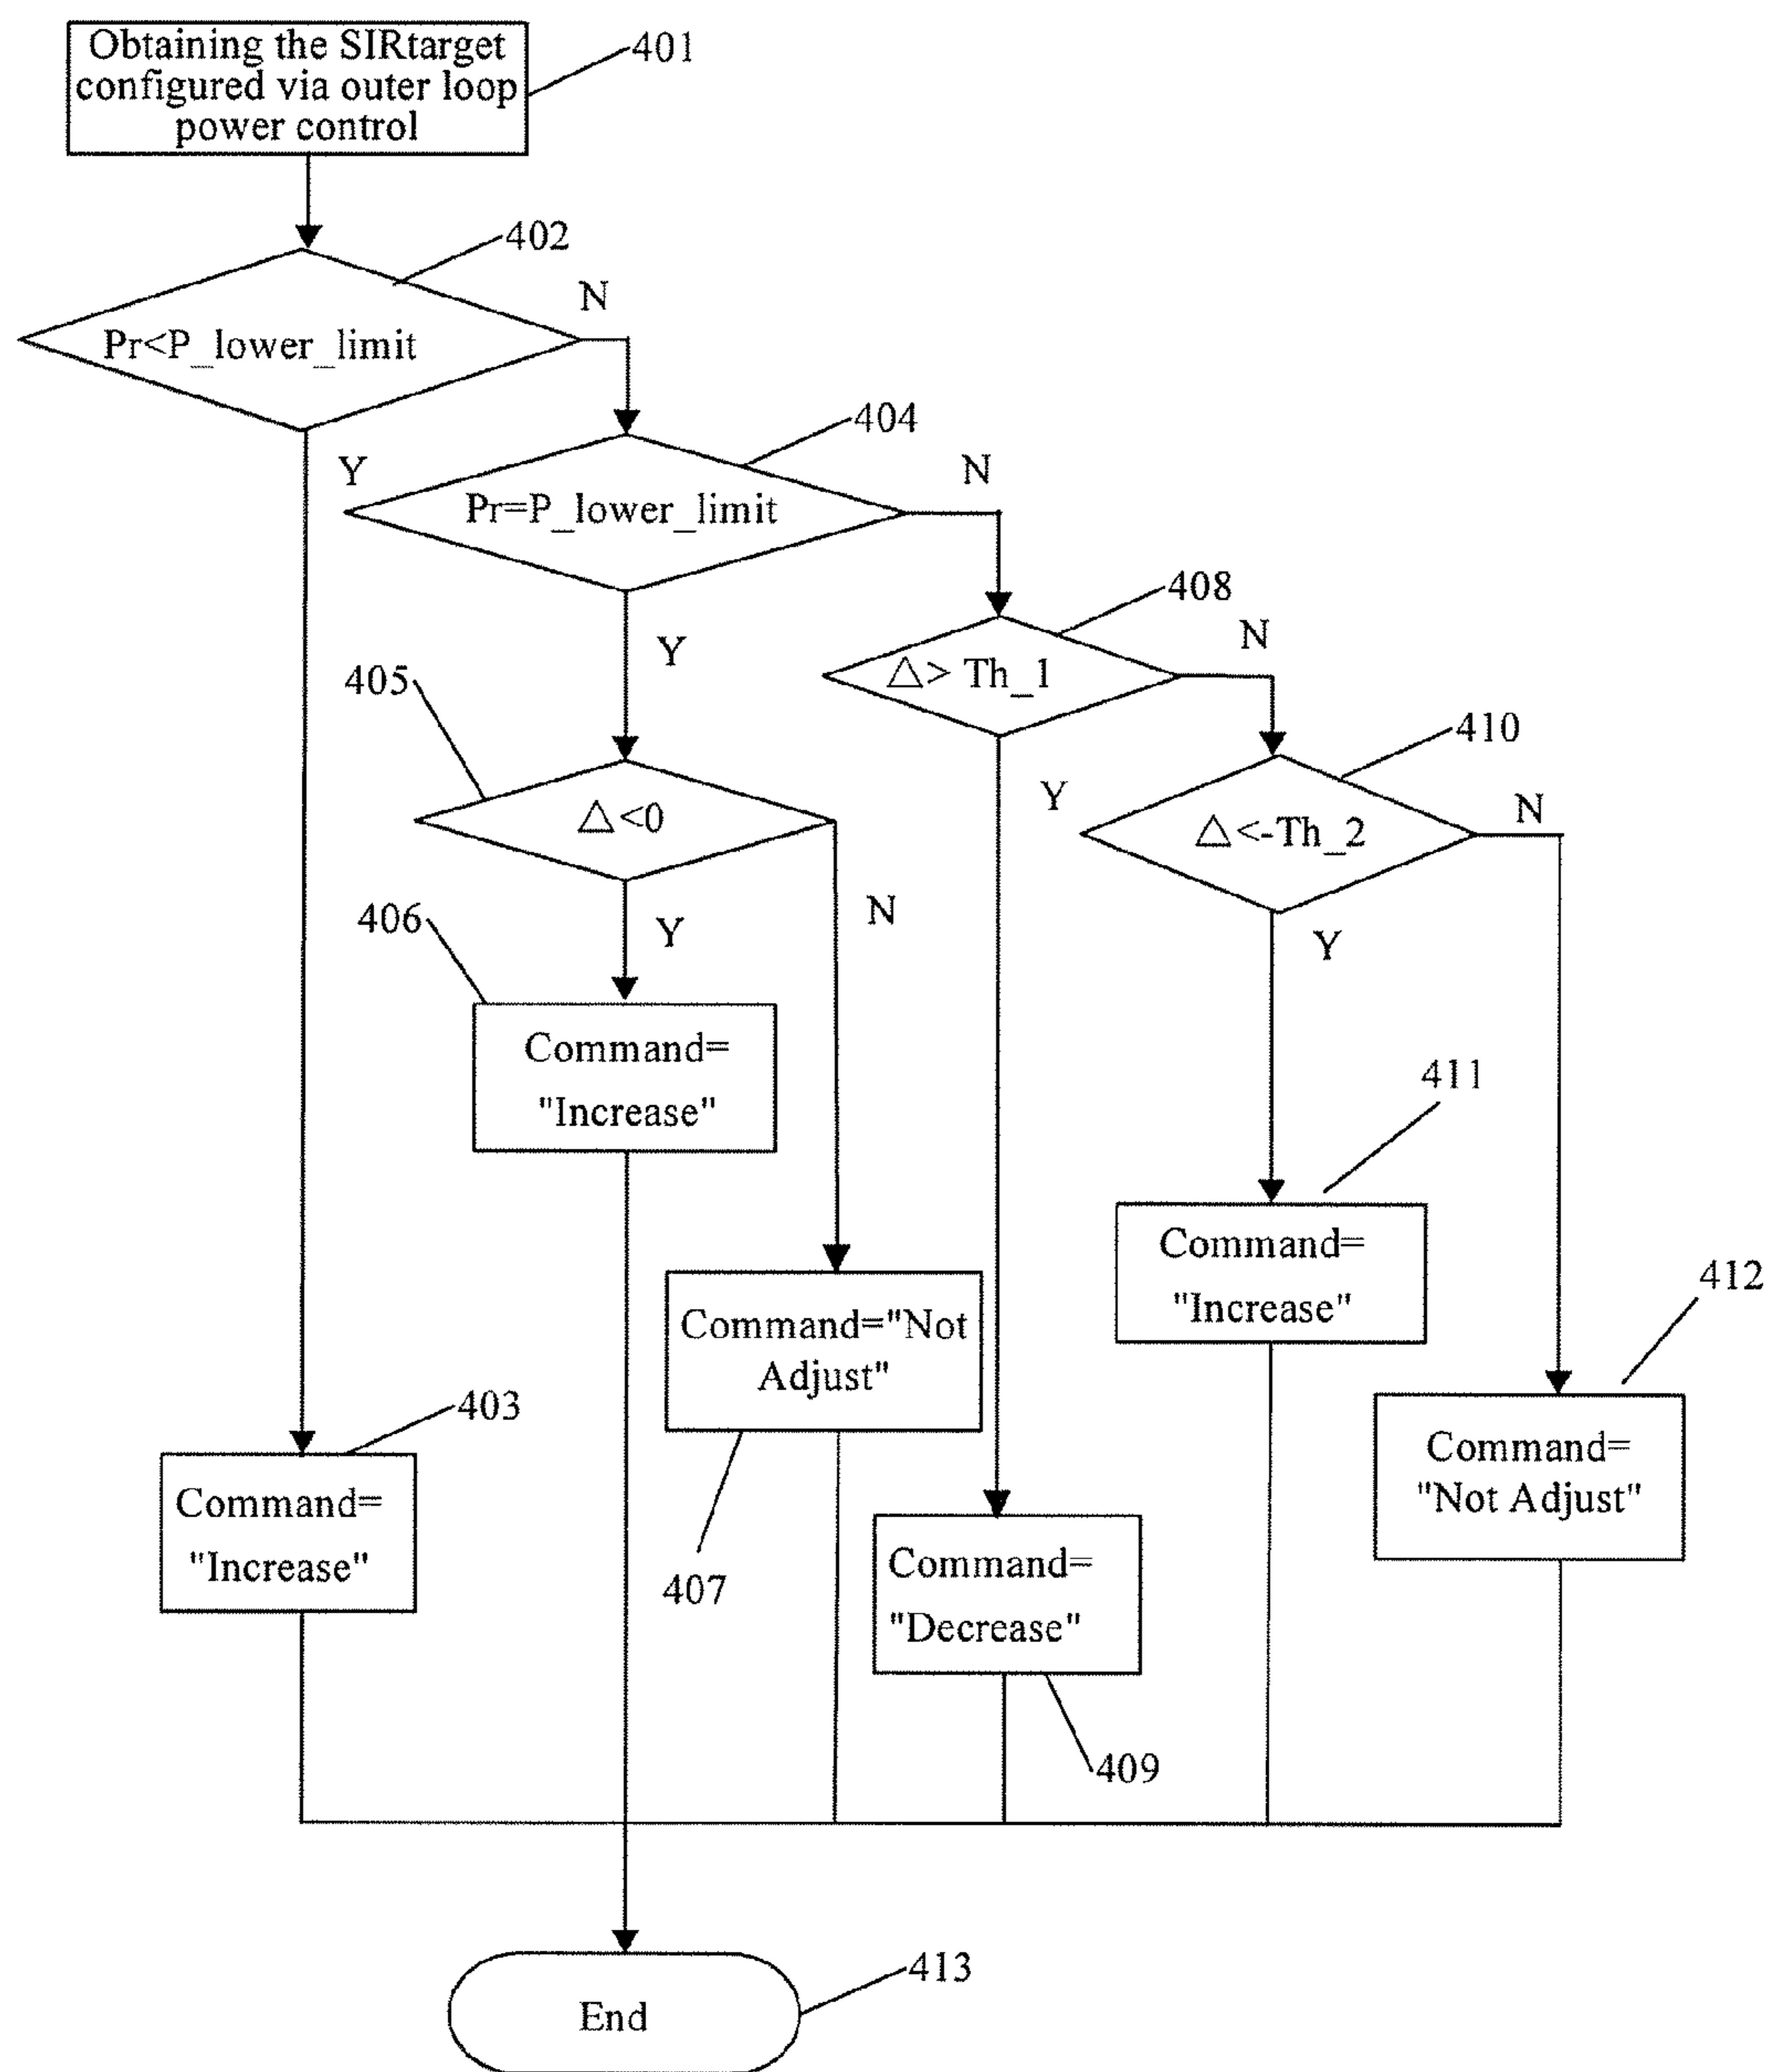 Obtaining the SIRtarget
configured via outer loop
power control
401
402
Pr<P_lower_limit
N
Y
404
Pr=P_lower_limit
N
Y
408
△> Th_1
N
Y
405
△<0
Y
N
410
△<-Th_2
N
Y
406
Command=
"Increase"
411
Command=
"Increase"
407
Command="Not
Adjust"
412
Command=
"Not Adjust"
403
Command=
"Increase"
Command=
"Decrease"
409
413
End